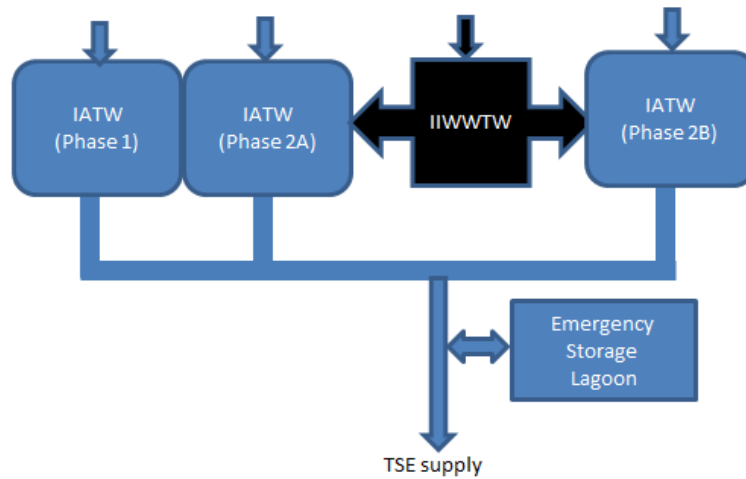 IATW
(Phase 1)
IATW
(Phase 2A)
IIWWTW
IATW
(Phase 2B)
Emergency
Storage
Lagoon
TSE supply